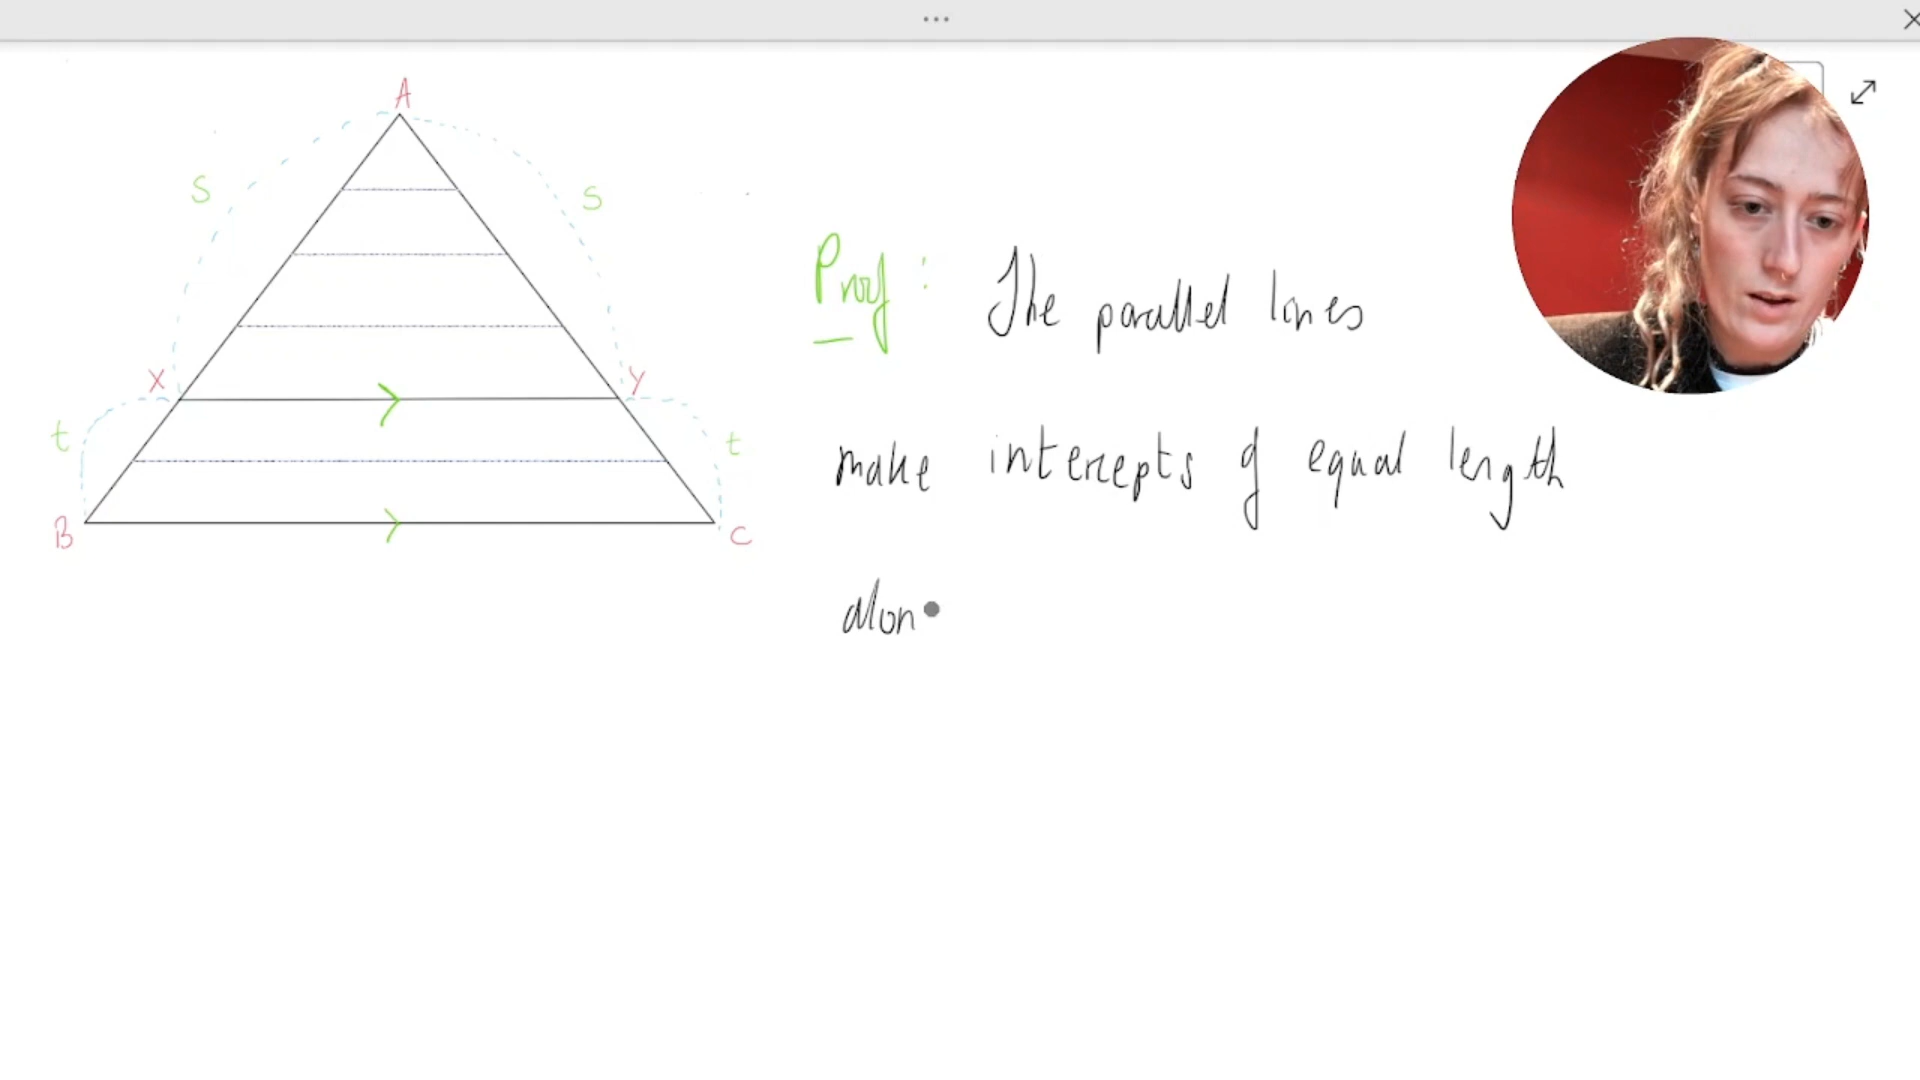 A
S
S
X
Y
t
t
B
C
Proof : The parallel lines
make intercepts of equal length
alon